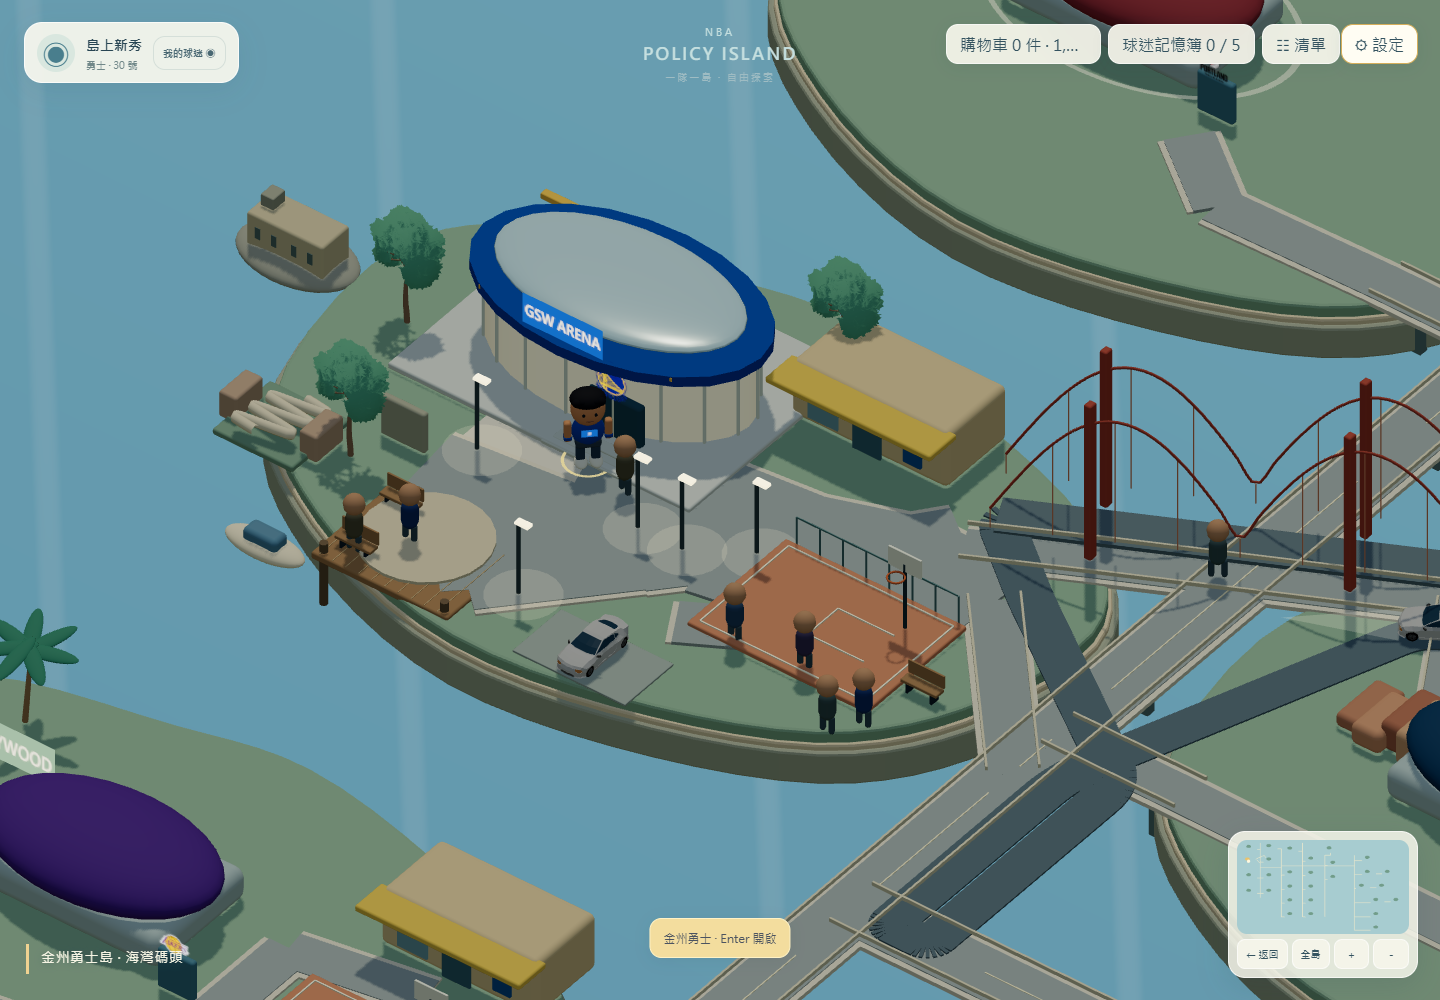 島上新秀
勇士 · 30 號
我的球迷 ◉
NBA
POLICY ISLAND
一隊一島 · 自由探索
購物車 0 件 · 1,...
球迷記憶簿 0 / 5
☷ 清單
⚙ 設定
PORTLAND
GSW ARENA
YWOOD
金州勇士島 · 海灣碼頭
金州勇士 · Enter 開啟
← 返回
全島
+
-